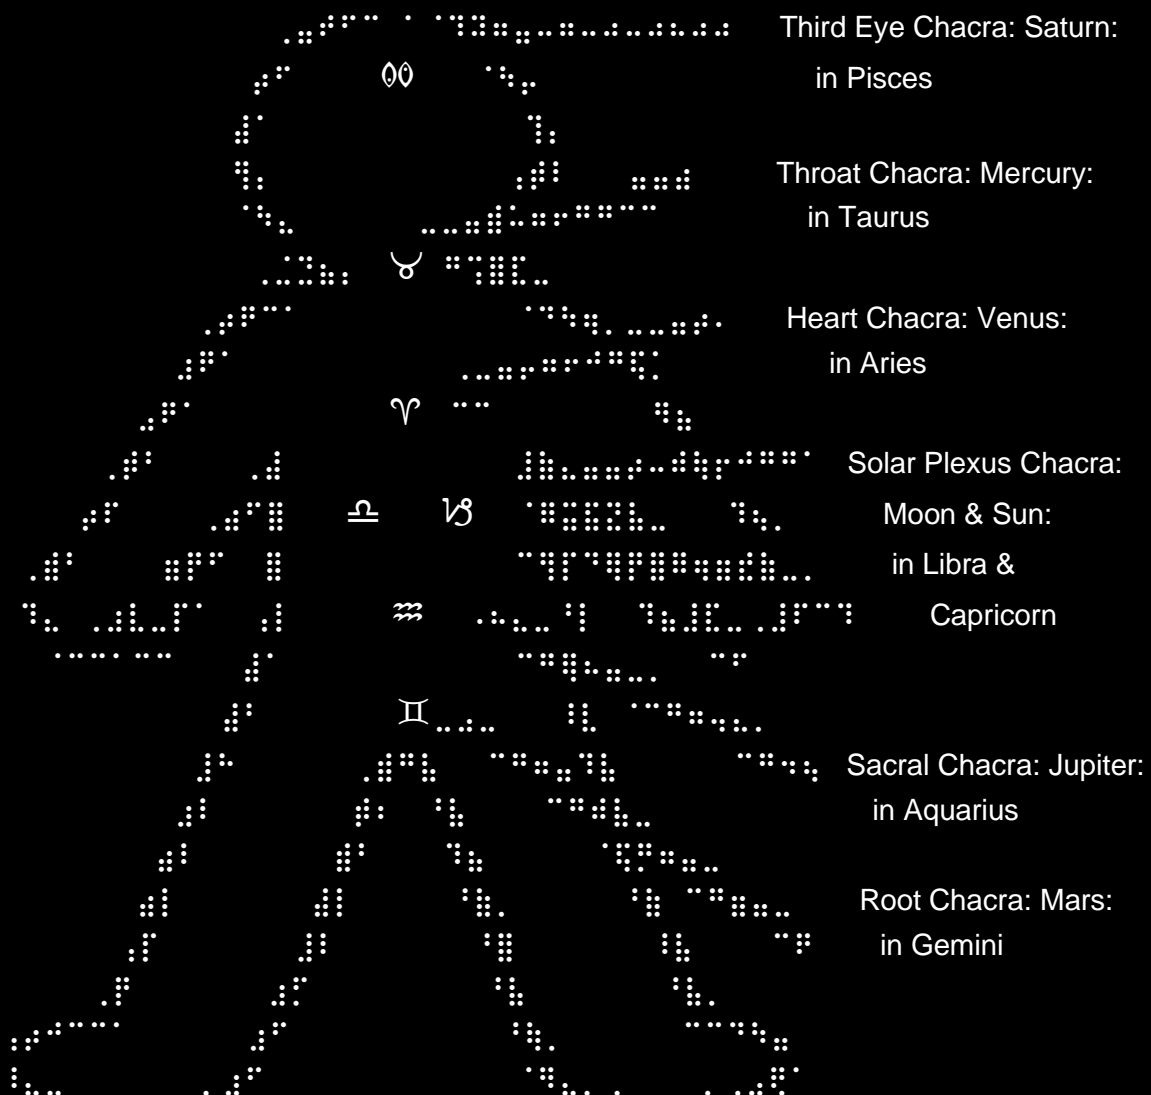 Third Eye Chacra: Saturn:
in Pisces
Throat Chacra: Mercury:
in Taurus
♉
Heart Chacra: Venus:
in Aries
♈
Solar Plexus Chacra:
♎ ♑ Moon & Sun:
in Libra &
♒ Capricorn
♊
Sacral Chacra: Jupiter:
in Aquarius
Root Chacra: Mars:
in Gemini